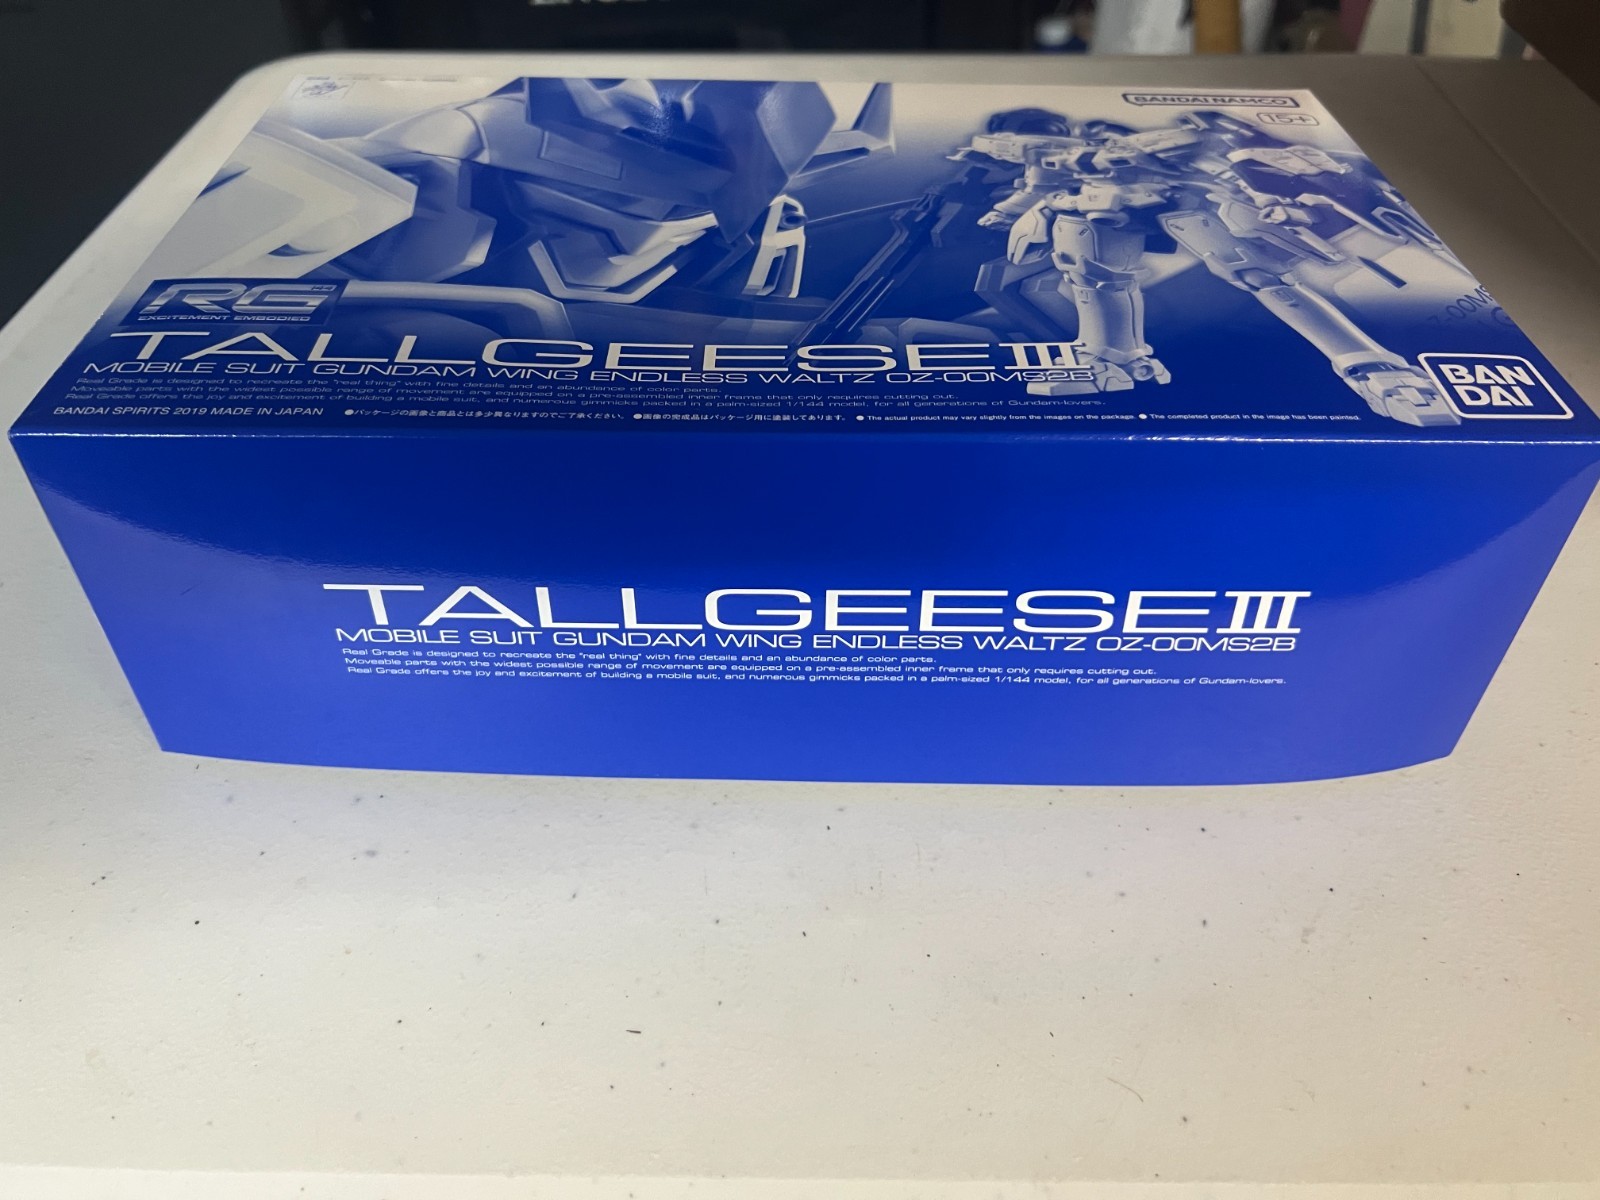 BANDAI NAMCO
15+
RG
EXCITEMENT EMBODIED
TALLGEESE III
MOBILE SUIT GUNDAM WING ENDLESS WALTZ OZ-00MS2B
Real Grade is designed to recreate the "real thing" with fine details and an abundance of color parts.
Moveable parts with the widest possible range of movement are equipped on a pre-assembled inner frame that only requires cutting out.
Real Grade offers the joy and excitement of building a mobile suit, and numerous gimmicks packed in a palm-sized 1/144 model, for all generations of Gundam-lovers.
BANDAI SPIRITS 2019 MADE IN JAPAN ●パッケージの画像と商品とは多少異なりますのでご了承ください。 ●画像の完成品はパッケージ用に塗装してあります。 ● The actual product may vary slightly from the images on the package. ● The completed product in the image has been painted.
BAN
DAI
TALLGEESE III
MOBILE SUIT GUNDAM WING ENDLESS WALTZ OZ-00MS2B
Real Grade is designed to recreate the "real thing" with fine details and an abundance of color parts.
Moveable parts with the widest possible range of movement are equipped on a pre-assembled inner frame that only requires cutting out.
Real Grade offers the joy and excitement of building a mobile suit, and numerous gimmicks packed in a palm-sized 1/144 model, for all generations of Gundam-lovers.